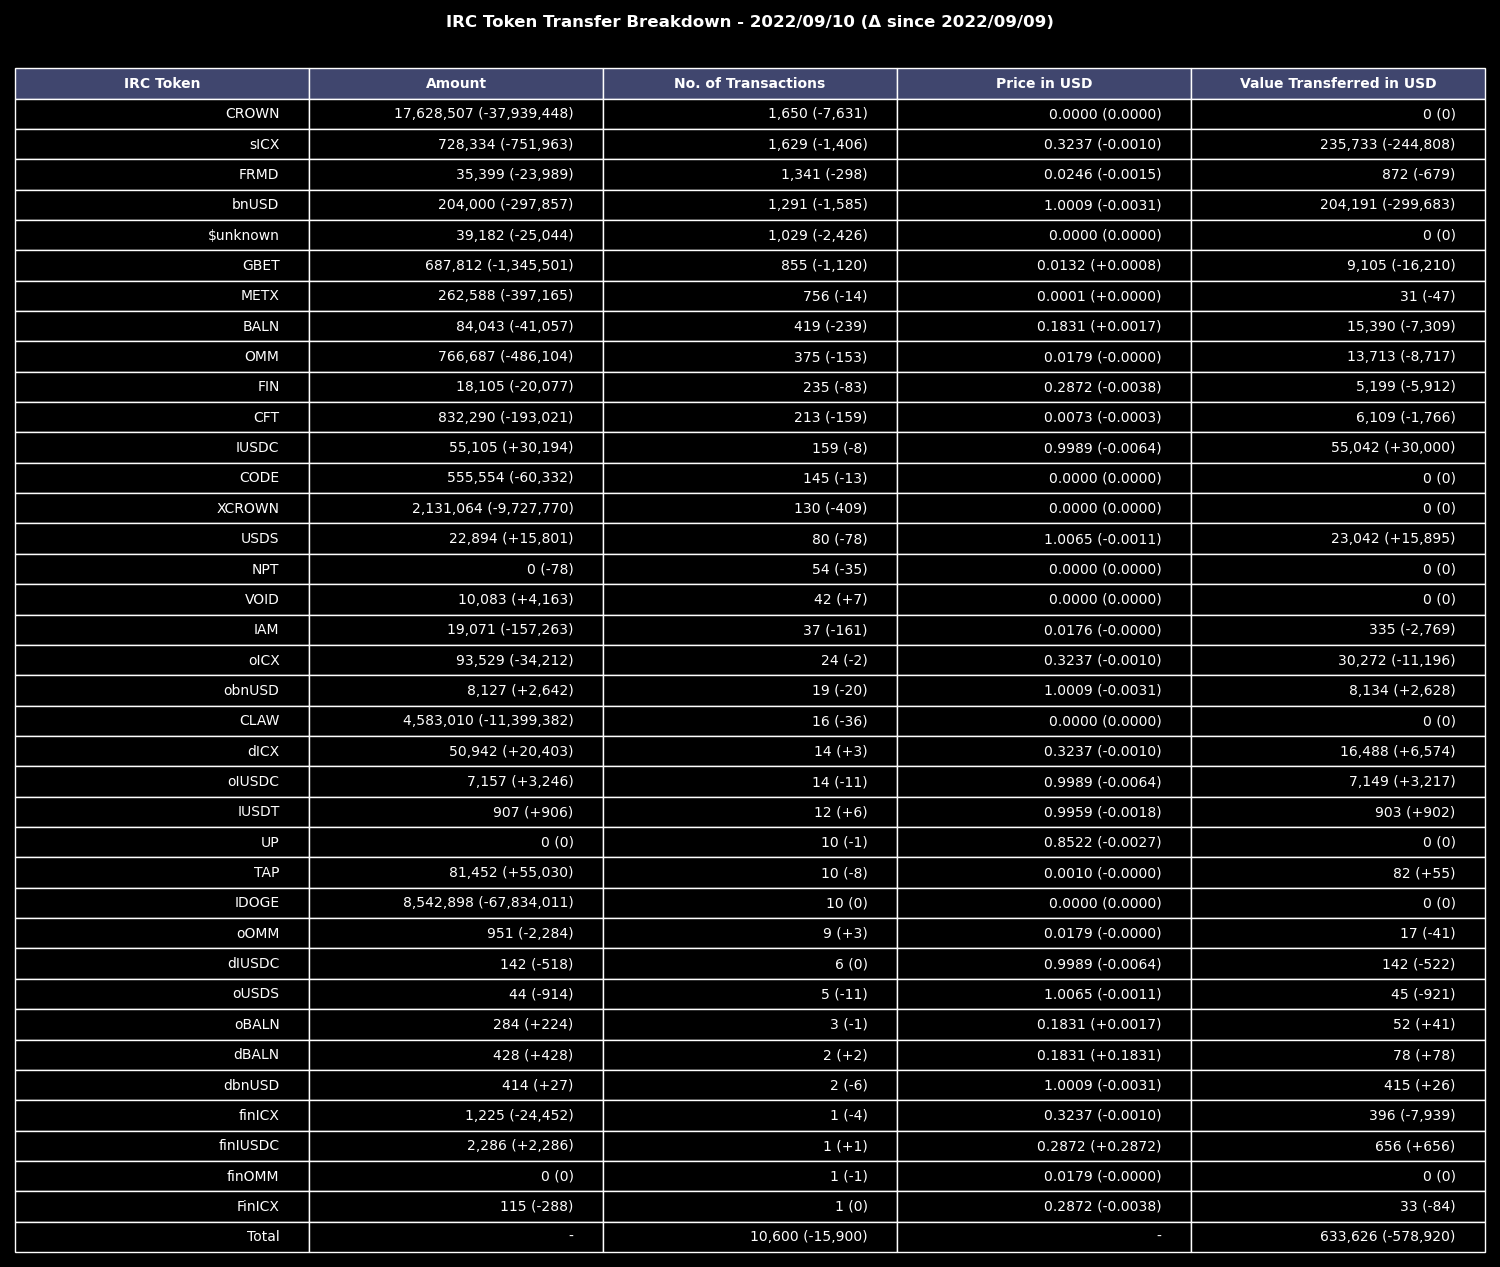 IRC Token Transfer Breakdown - 2022/09/10 (Δ since 2022/09/09)
IRC Token Amount No. of Transactions Price in USD Value Transferred in USD
CROWN 17,628,507 (-37,939,448) 1,650 (-7,631) 0.0000 (0.0000) 0 (0)
sICX 728,334 (-751,963) 1,629 (-1,406) 0.3237 (-0.0010) 235,733 (-244,808)
FRMD 35,399 (-23,989) 1,341 (-298) 0.0246 (-0.0015) 872 (-679)
bnUSD 204,000 (-297,857) 1,291 (-1,585) 1.0009 (-0.0031) 204,191 (-299,683)
$unknown 39,182 (-25,044) 1,029 (-2,426) 0.0000 (0.0000) 0 (0)
GBET 687,812 (-1,345,501) 855 (-1,120) 0.0132 (+0.0008) 9,105 (-16,210)
METX 262,588 (-397,165) 756 (-14) 0.0001 (+0.0000) 31 (-47)
BALN 84,043 (-41,057) 419 (-239) 0.1831 (+0.0017) 15,390 (-7,309)
OMM 766,687 (-486,104) 375 (-153) 0.0179 (-0.0000) 13,713 (-8,717)
FIN 18,105 (-20,077) 235 (-83) 0.2872 (-0.0038) 5,199 (-5,912)
CFT 832,290 (-193,021) 213 (-159) 0.0073 (-0.0003) 6,109 (-1,766)
IUSDC 55,105 (+30,194) 159 (-8) 0.9989 (-0.0064) 55,042 (+30,000)
CODE 555,554 (-60,332) 145 (-13) 0.0000 (0.0000) 0 (0)
XCROWN 2,131,064 (-9,727,770) 130 (-409) 0.0000 (0.0000) 0 (0)
USDS 22,894 (+15,801) 80 (-78) 1.0065 (-0.0011) 23,042 (+15,895)
NPT 0 (-78) 54 (-35) 0.0000 (0.0000) 0 (0)
VOID 10,083 (+4,163) 42 (+7) 0.0000 (0.0000) 0 (0)
IAM 19,071 (-157,263) 37 (-161) 0.0176 (-0.0000) 335 (-2,769)
oICX 93,529 (-34,212) 24 (-2) 0.3237 (-0.0010) 30,272 (-11,196)
obnUSD 8,127 (+2,642) 19 (-20) 1.0009 (-0.0031) 8,134 (+2,628)
CLAW 4,583,010 (-11,399,382) 16 (-36) 0.0000 (0.0000) 0 (0)
dICX 50,942 (+20,403) 14 (+3) 0.3237 (-0.0010) 16,488 (+6,574)
oIUSDC 7,157 (+3,246) 14 (-11) 0.9989 (-0.0064) 7,149 (+3,217)
IUSDT 907 (+906) 12 (+6) 0.9959 (-0.0018) 903 (+902)
UP 0 (0) 10 (-1) 0.8522 (-0.0027) 0 (0)
TAP 81,452 (+55,030) 10 (-8) 0.0010 (-0.0000) 82 (+55)
IDOGE 8,542,898 (-67,834,011) 10 (0) 0.0000 (0.0000) 0 (0)
oOMM 951 (-2,284) 9 (+3) 0.0179 (-0.0000) 17 (-41)
dIUSDC 142 (-518) 6 (0) 0.9989 (-0.0064) 142 (-522)
oUSDS 44 (-914) 5 (-11) 1.0065 (-0.0011) 45 (-921)
oBALN 284 (+224) 3 (-1) 0.1831 (+0.0017) 52 (+41)
dBALN 428 (+428) 2 (+2) 0.1831 (+0.1831) 78 (+78)
dbnUSD 414 (+27) 2 (-6) 1.0009 (-0.0031) 415 (+26)
finICX 1,225 (-24,452) 1 (-4) 0.3237 (-0.0010) 396 (-7,939)
finIUSDC 2,286 (+2,286) 1 (+1) 0.2872 (+0.2872) 656 (+656)
finOMM 0 (0) 1 (-1) 0.0179 (-0.0000) 0 (0)
FinICX 115 (-288) 1 (0) 0.2872 (-0.0038) 33 (-84)
Total - 10,600 (-15,900) - 633,626 (-578,920)